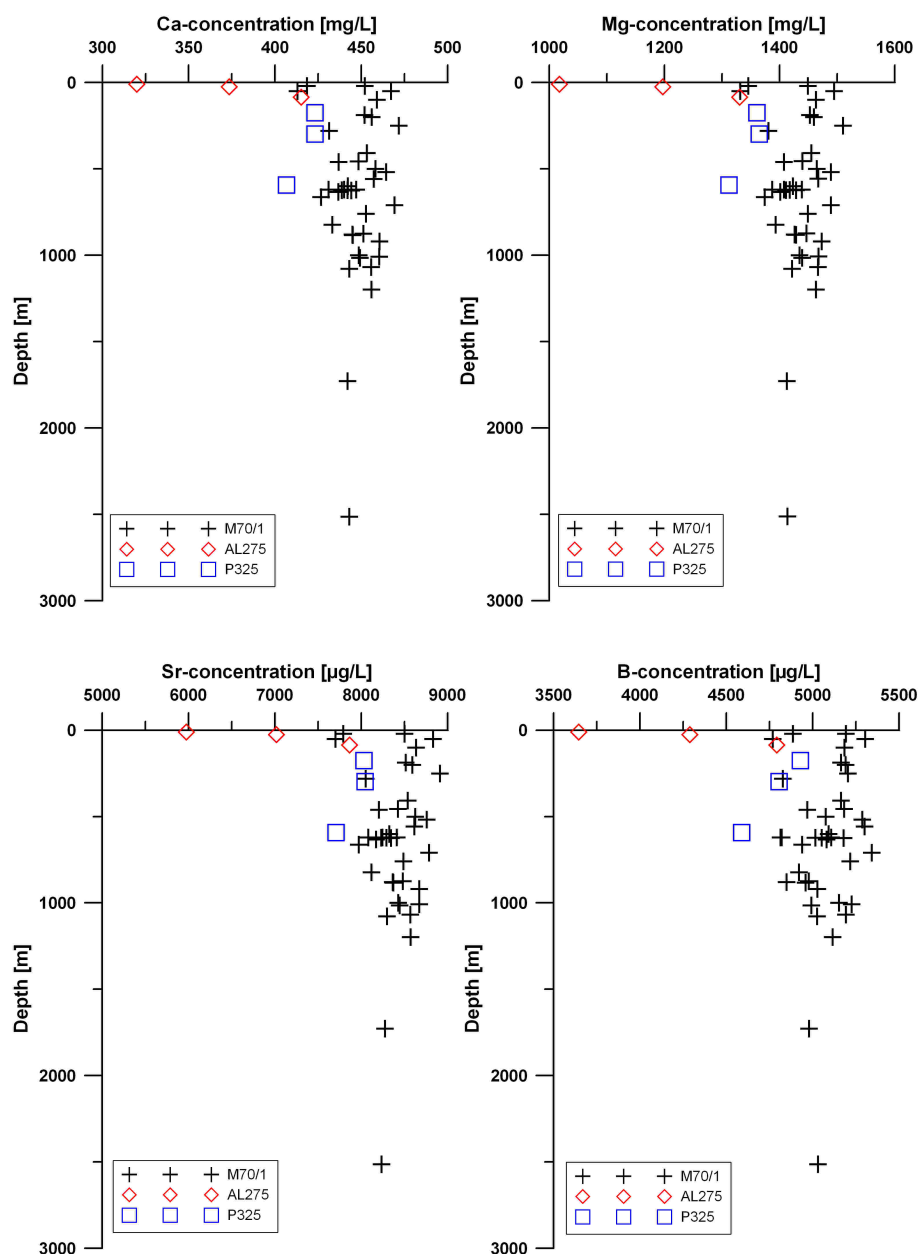 Ca-concentration [mg/L]
300 350 400 450 500
0
1000
2000
3000
Depth [m]
M70/1
AL275
P325
Mg-concentration [mg/L]
1000 1200 1400 1600
0
1000
2000
3000
Depth [m]
M70/1
AL275
P325
Sr-concentration [µg/L]
5000 6000 7000 8000 9000
0
1000
2000
3000
Depth [m]
M70/1
AL275
P325
B-concentration [µg/L]
3500 4000 4500 5000 5500
0
1000
2000
3000
Depth [m]
M70/1
AL275
P325